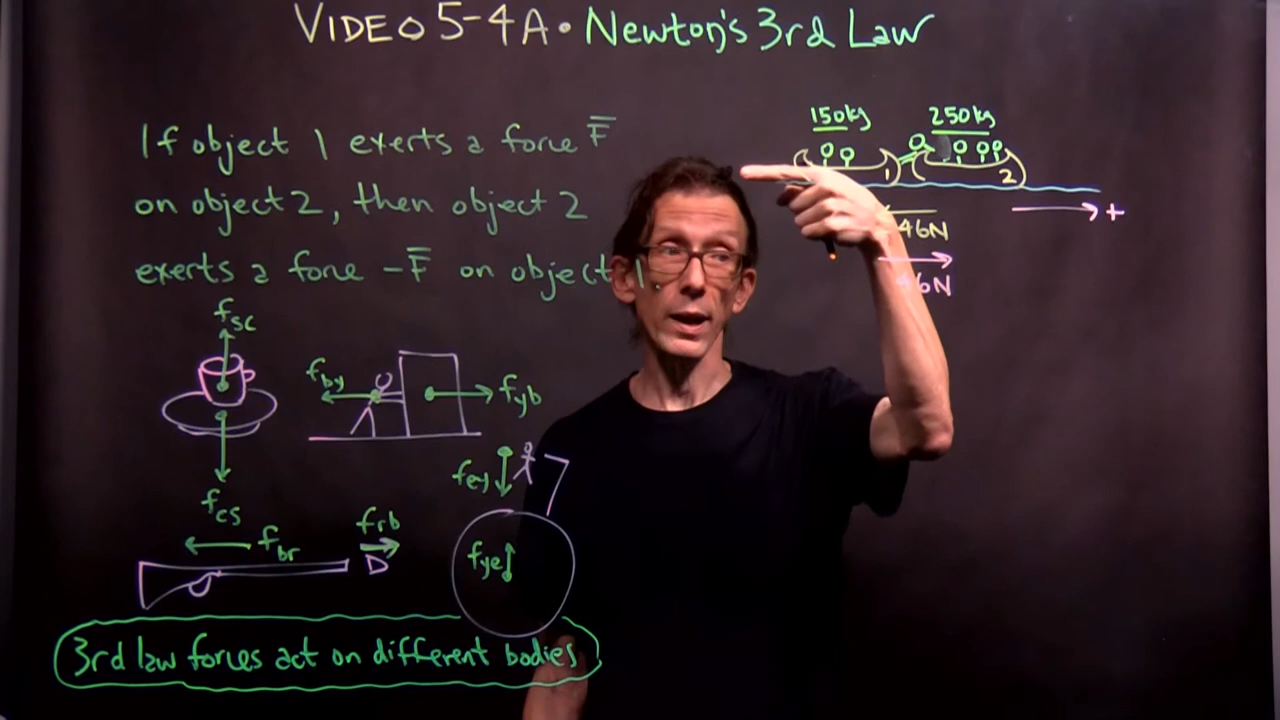 VIDEO 5-4A • Newton's 3rd Law
If object 1 exerts a force F̅
on object 2, then object 2
exerts a force -F̅ on object 1.
150kg 250kg
1 2
+
46N
46N
fsc
fcs
fby fyb
fey
fye
fbr frb
3rd law forces act on different bodies